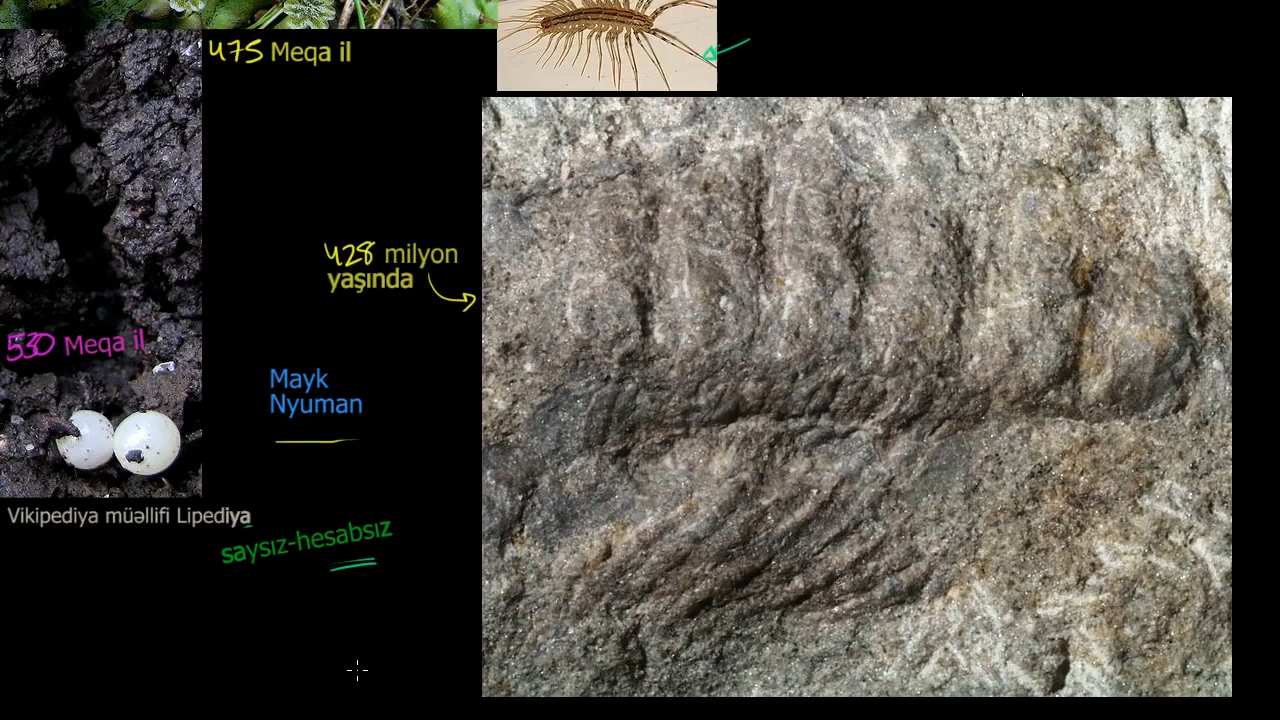 475 Meqa il
428 milyon
yaşında
530 Meqa il
Mayk
Nyuman
Vikipediya müəllifi Lipediya
saysız-hesabsız